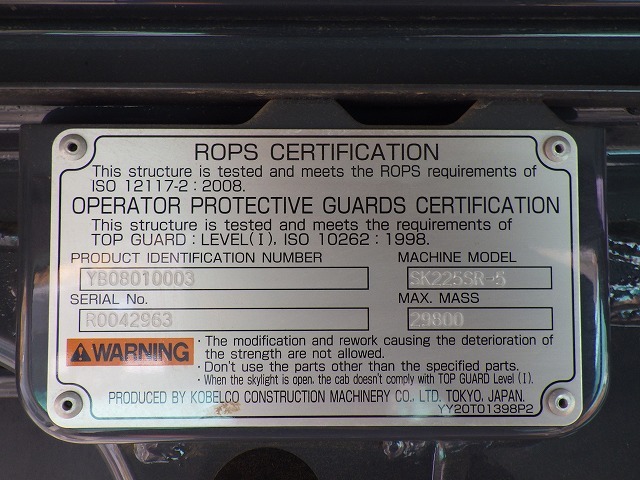 ROPS CERTIFICATION
This structure is tested and meets the ROPS requirements of
ISO 12117-2 : 2008.
OPERATOR PROTECTIVE GUARDS CERTIFICATION
This structure is tested and meets the requirements of
TOP GUARD : LEVEL(I), ISO 10262 : 1998.
PRODUCT IDENTIFICATION NUMBER MACHINE MODEL
YB08010003 SK225SR-5
SERIAL No. MAX. MASS
R0042963 29800
WARNING
・The modification and rework causing the deterioration of
the strength are not allowed.
・Don't use the parts other than the specified parts.
・When the skylight is open, the cab doesn't comply with TOP GUARD Level (I).
PRODUCED BY KOBELCO CONSTRUCTION MACHINERY CO., LTD. TOKYO, JAPAN.
YY20T01398P2